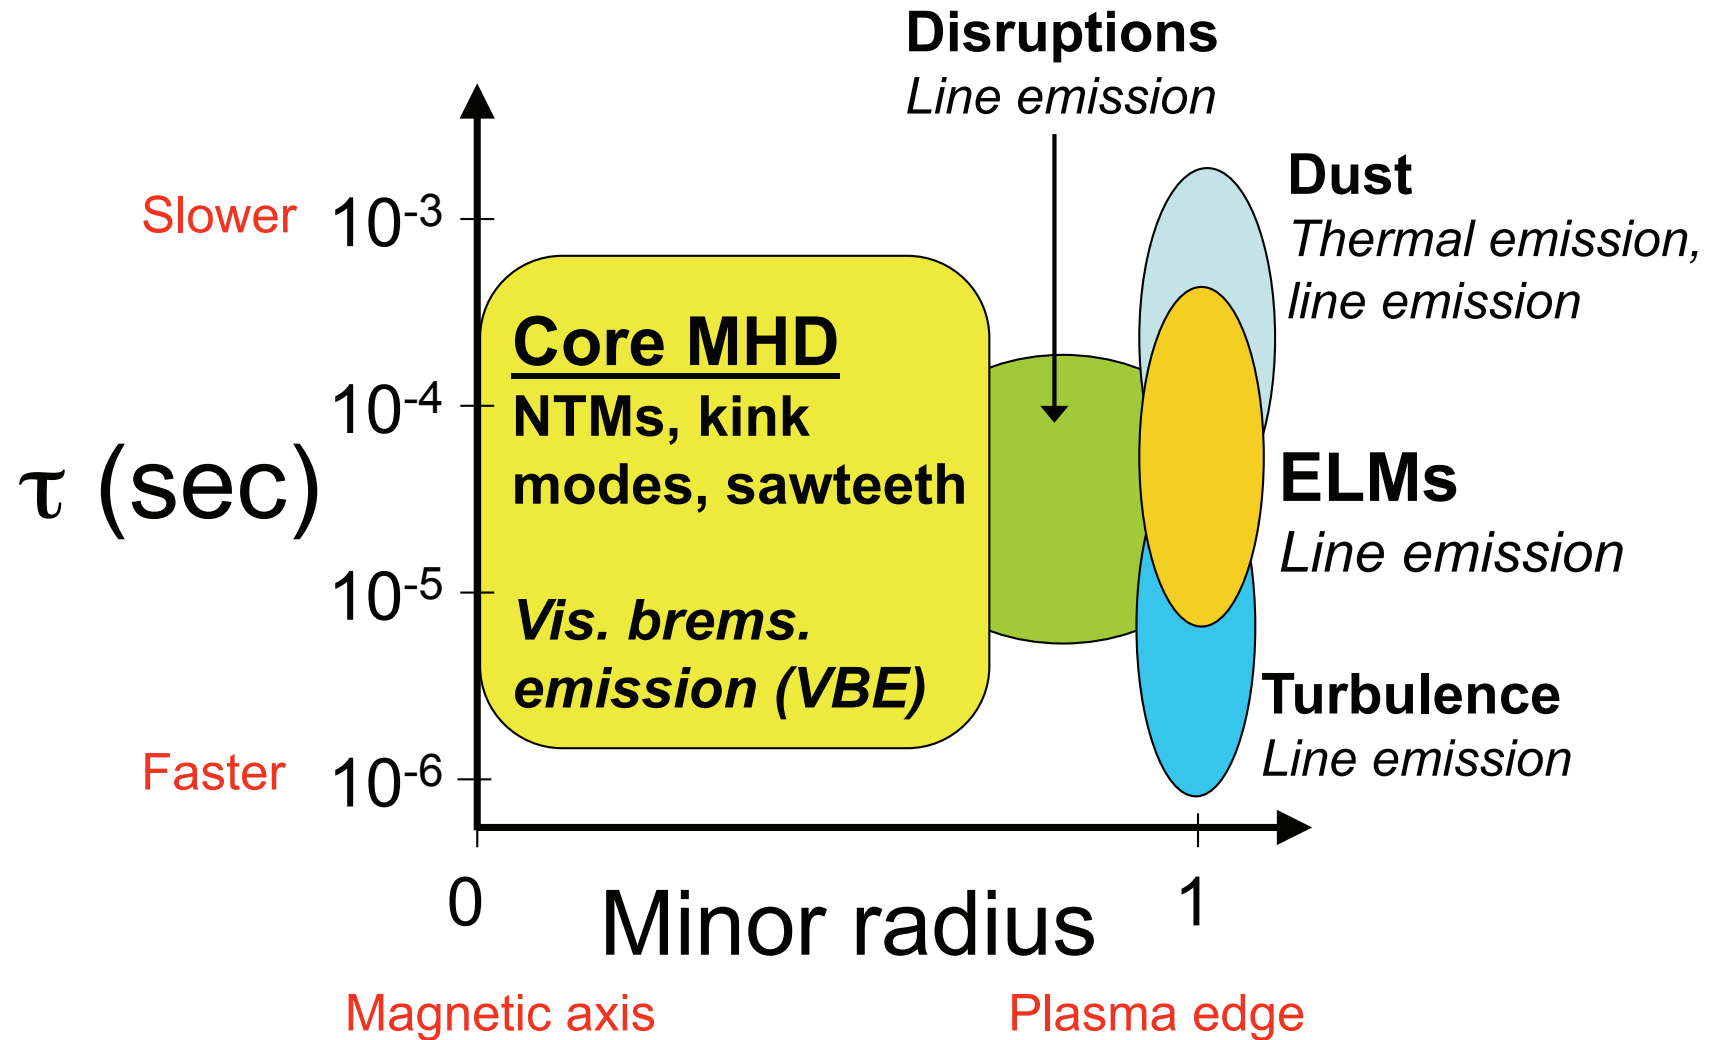 Disruptions
Line emission
Dust
Thermal emission,
line emission
Slower 10⁻³
Core MHD
NTMs, kink
modes, sawteeth
10⁻⁴
τ (sec)
ELMs
Line emission
10⁻⁵
Vis. brems.
emission (VBE)
Turbulence
Line emission
Faster 10⁻⁶
0 Minor radius 1
Magnetic axis Plasma edge